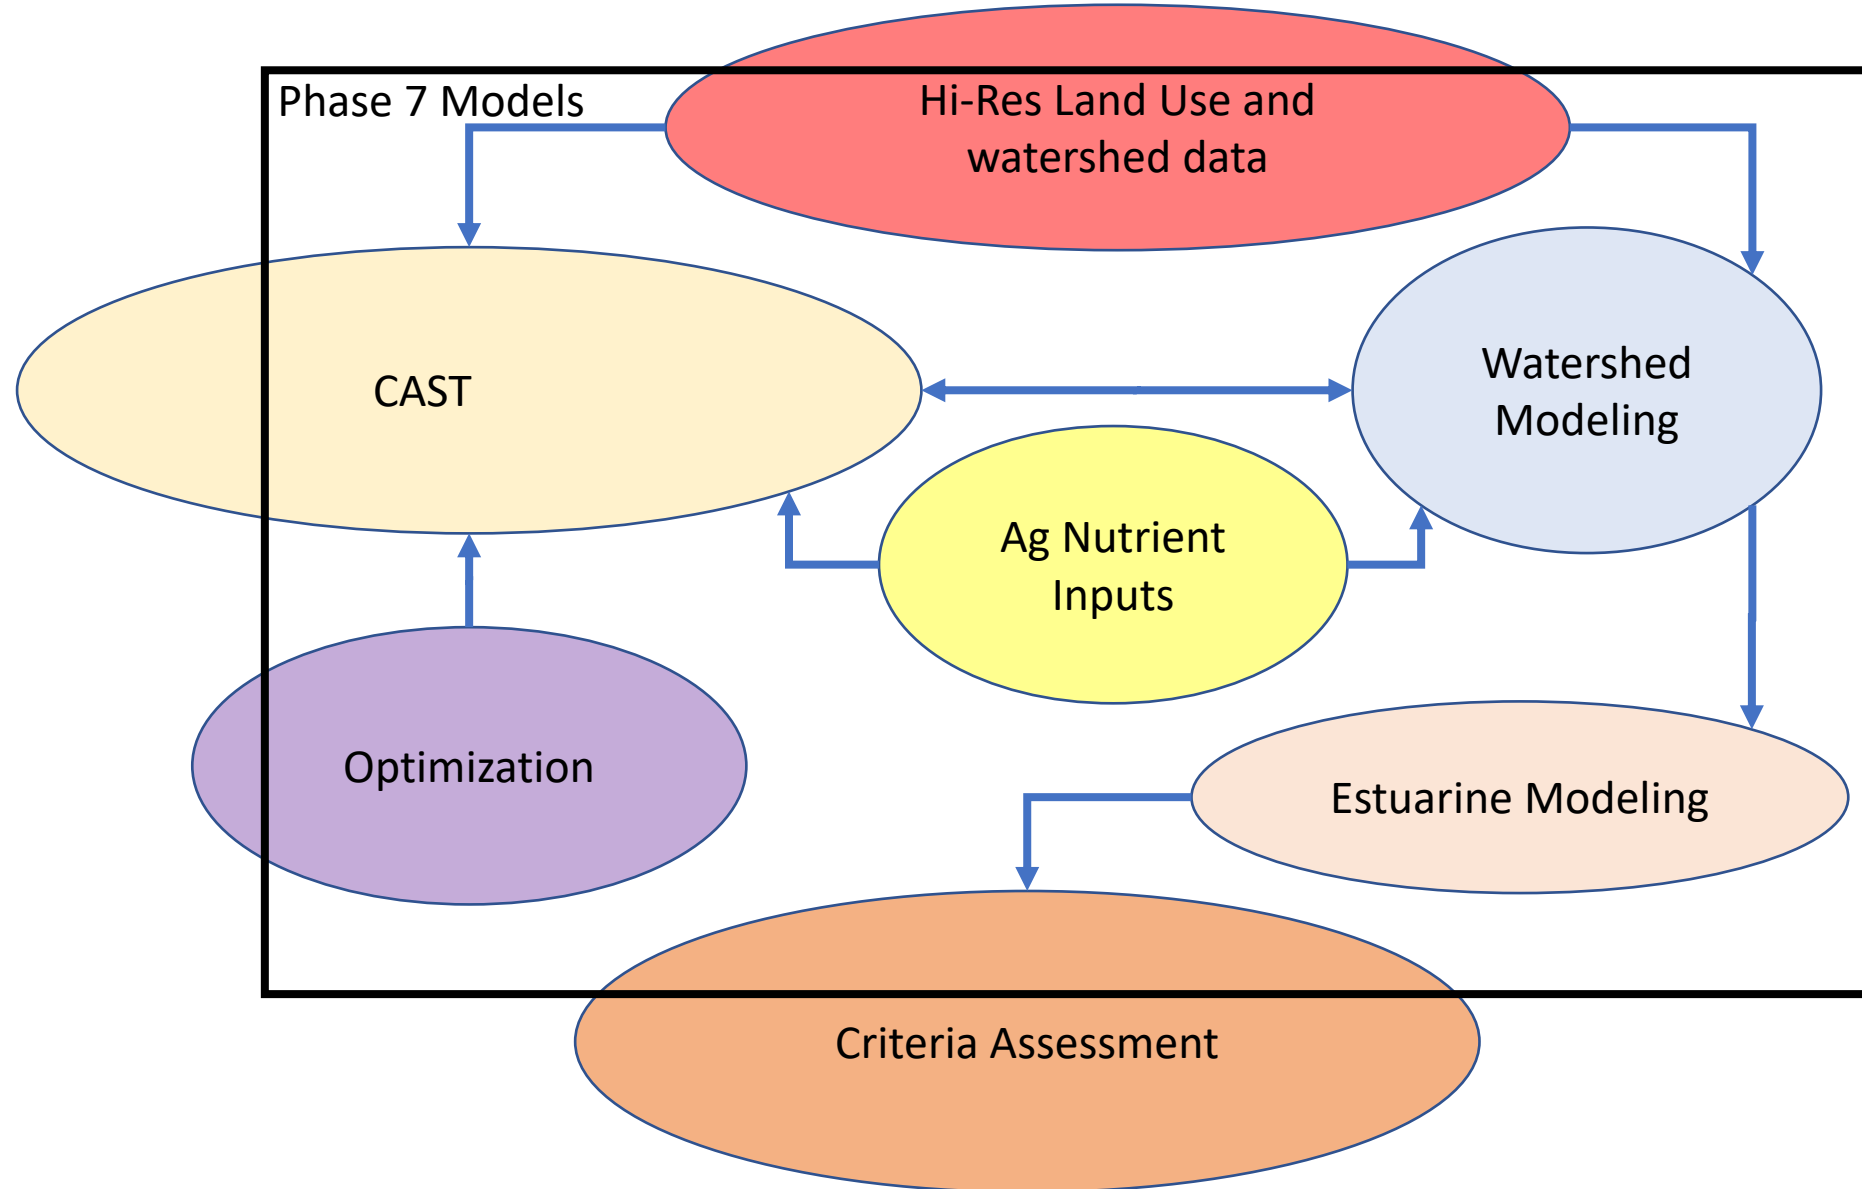 Phase 7 Models
Hi-Res Land Use and
watershed data
CAST
Watershed
Modeling
Ag Nutrient
Inputs
Optimization
Estuarine Modeling
Criteria Assessment